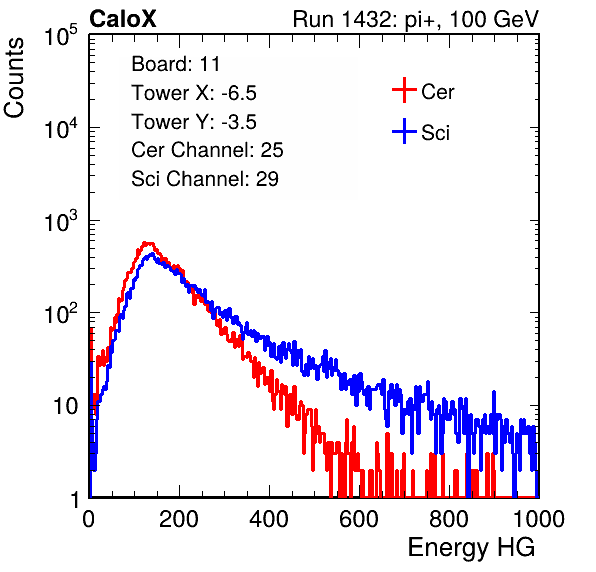 CaloX Run 1432: pi+, 100 GeV
Board: 11
Tower X: -6.5
Tower Y: -3.5
Cer Channel: 25
Sci Channel: 29
Cer
Sci
Counts
10^5
10^4
10^3
10^2
10
1
0 200 400 600 800 1000
Energy HG